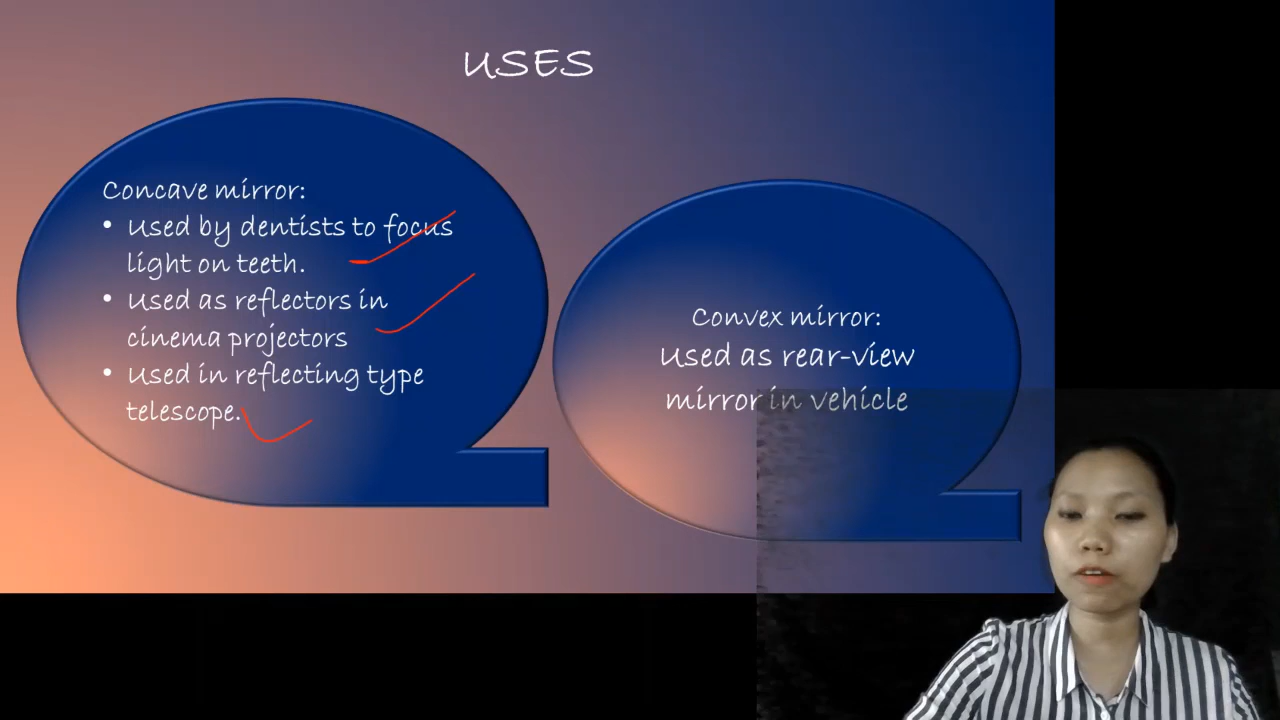 USES
Concave mirror:
• Used by dentists to focus
light on teeth.
• Used as reflectors in
cinema projectors
• Used in reflecting type
telescope.
Convex mirror:
Used as rear-view
mirror in vehicle